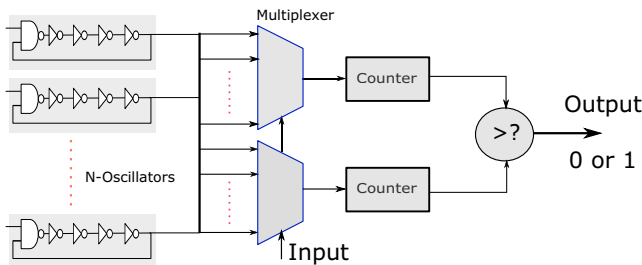 Multiplexer
Counter
Output
>?
N-Oscillators
0 or 1
Counter
Input